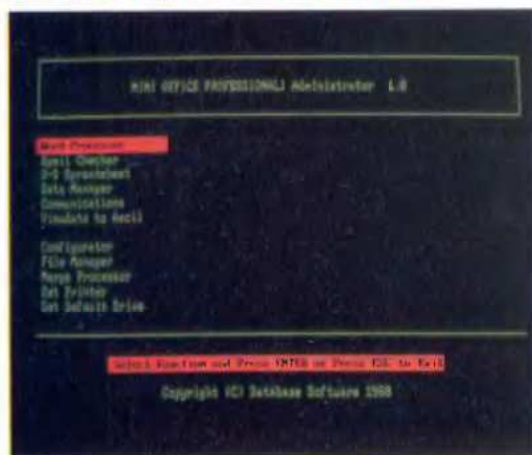 MINI OFFICE PROFESSIONAL: Administrator 1.0
Word Processor
Spell Checker
3-D Spreadsheet
Data Manager
Communications
Viewdata to Ascii
Configurator
File Manager
Merge Processor
Set Printer
Set Default Drive
Select Function and Press ENTER or Press ESC to Exit
Copyright (C) Database Software 1988